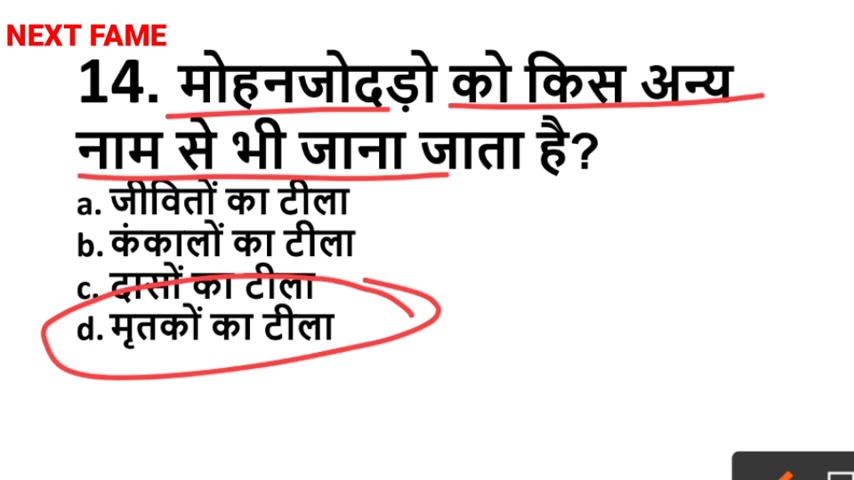 NEXT FAME
14. मोहनजोदड़ो को किस अन्य
नाम से भी जाना जाता है?
a. जीवितों का टीला
b. कंकालों का टीला
c. दासों का टीला
d. मृतकों का टीला